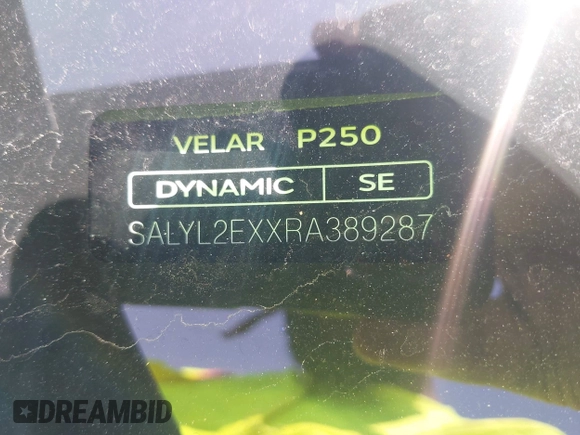 VELAR P250
DYNAMIC SE
SALYL2EXXRA389287
DREAMBID